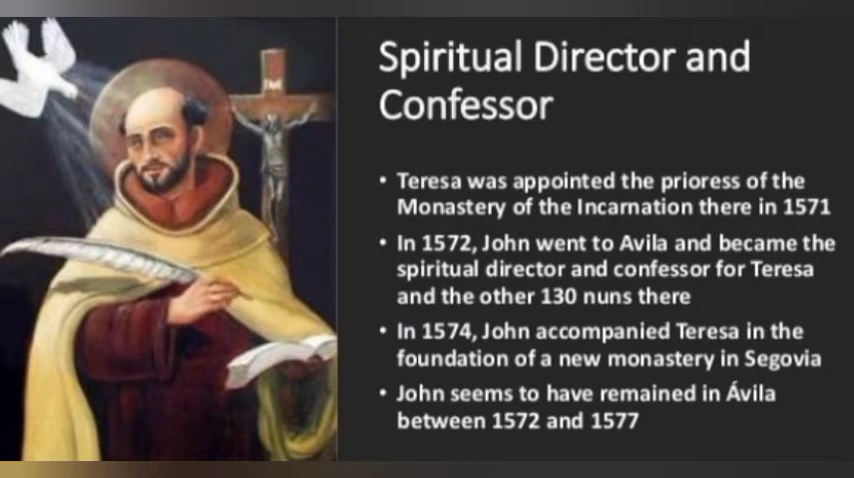 Spiritual Director and
Confessor
• Teresa was appointed the prioress of the
Monastery of the Incarnation there in 1571
• In 1572, John went to Avila and became the
spiritual director and confessor for Teresa
and the other 130 nuns there
• In 1574, John accompanied Teresa in the
foundation of a new monastery in Segovia
• John seems to have remained in Ávila
between 1572 and 1577